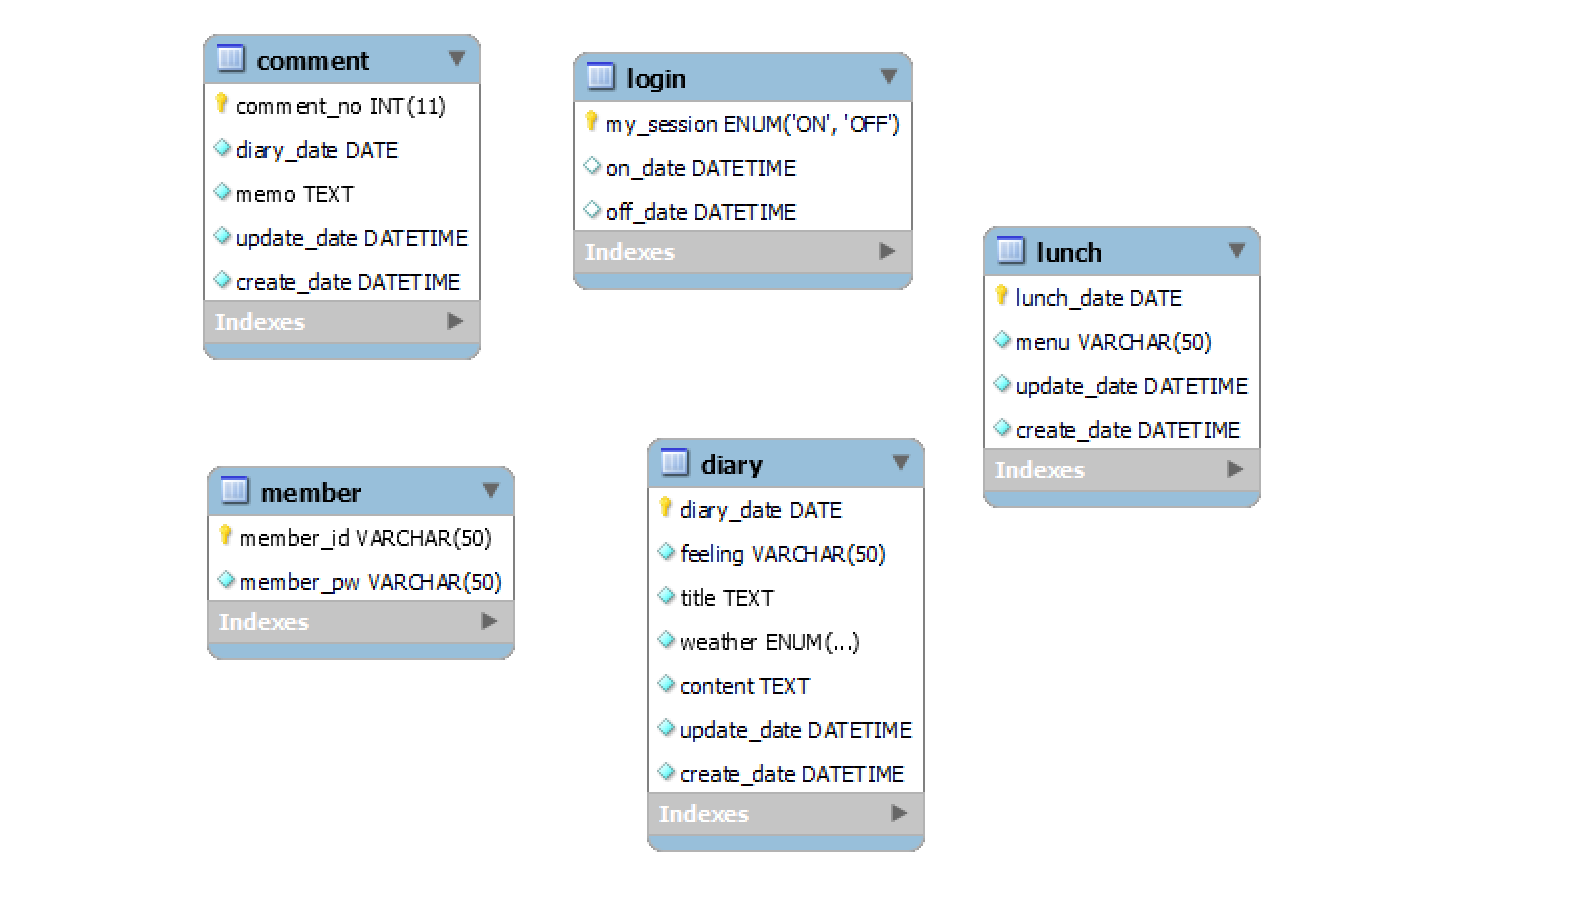 comment
comment_no INT(11)
diary_date DATE
memo TEXT
update_date DATETIME
create_date DATETIME
Indexes
login
my_session ENUM('ON', 'OFF')
on_date DATETIME
off_date DATETIME
Indexes
lunch
lunch_date DATE
menu VARCHAR(50)
update_date DATETIME
create_date DATETIME
Indexes
member
member_id VARCHAR(50)
member_pw VARCHAR(50)
Indexes
diary
diary_date DATE
feeling VARCHAR(50)
title TEXT
weather ENUM(...)
content TEXT
update_date DATETIME
create_date DATETIME
Indexes